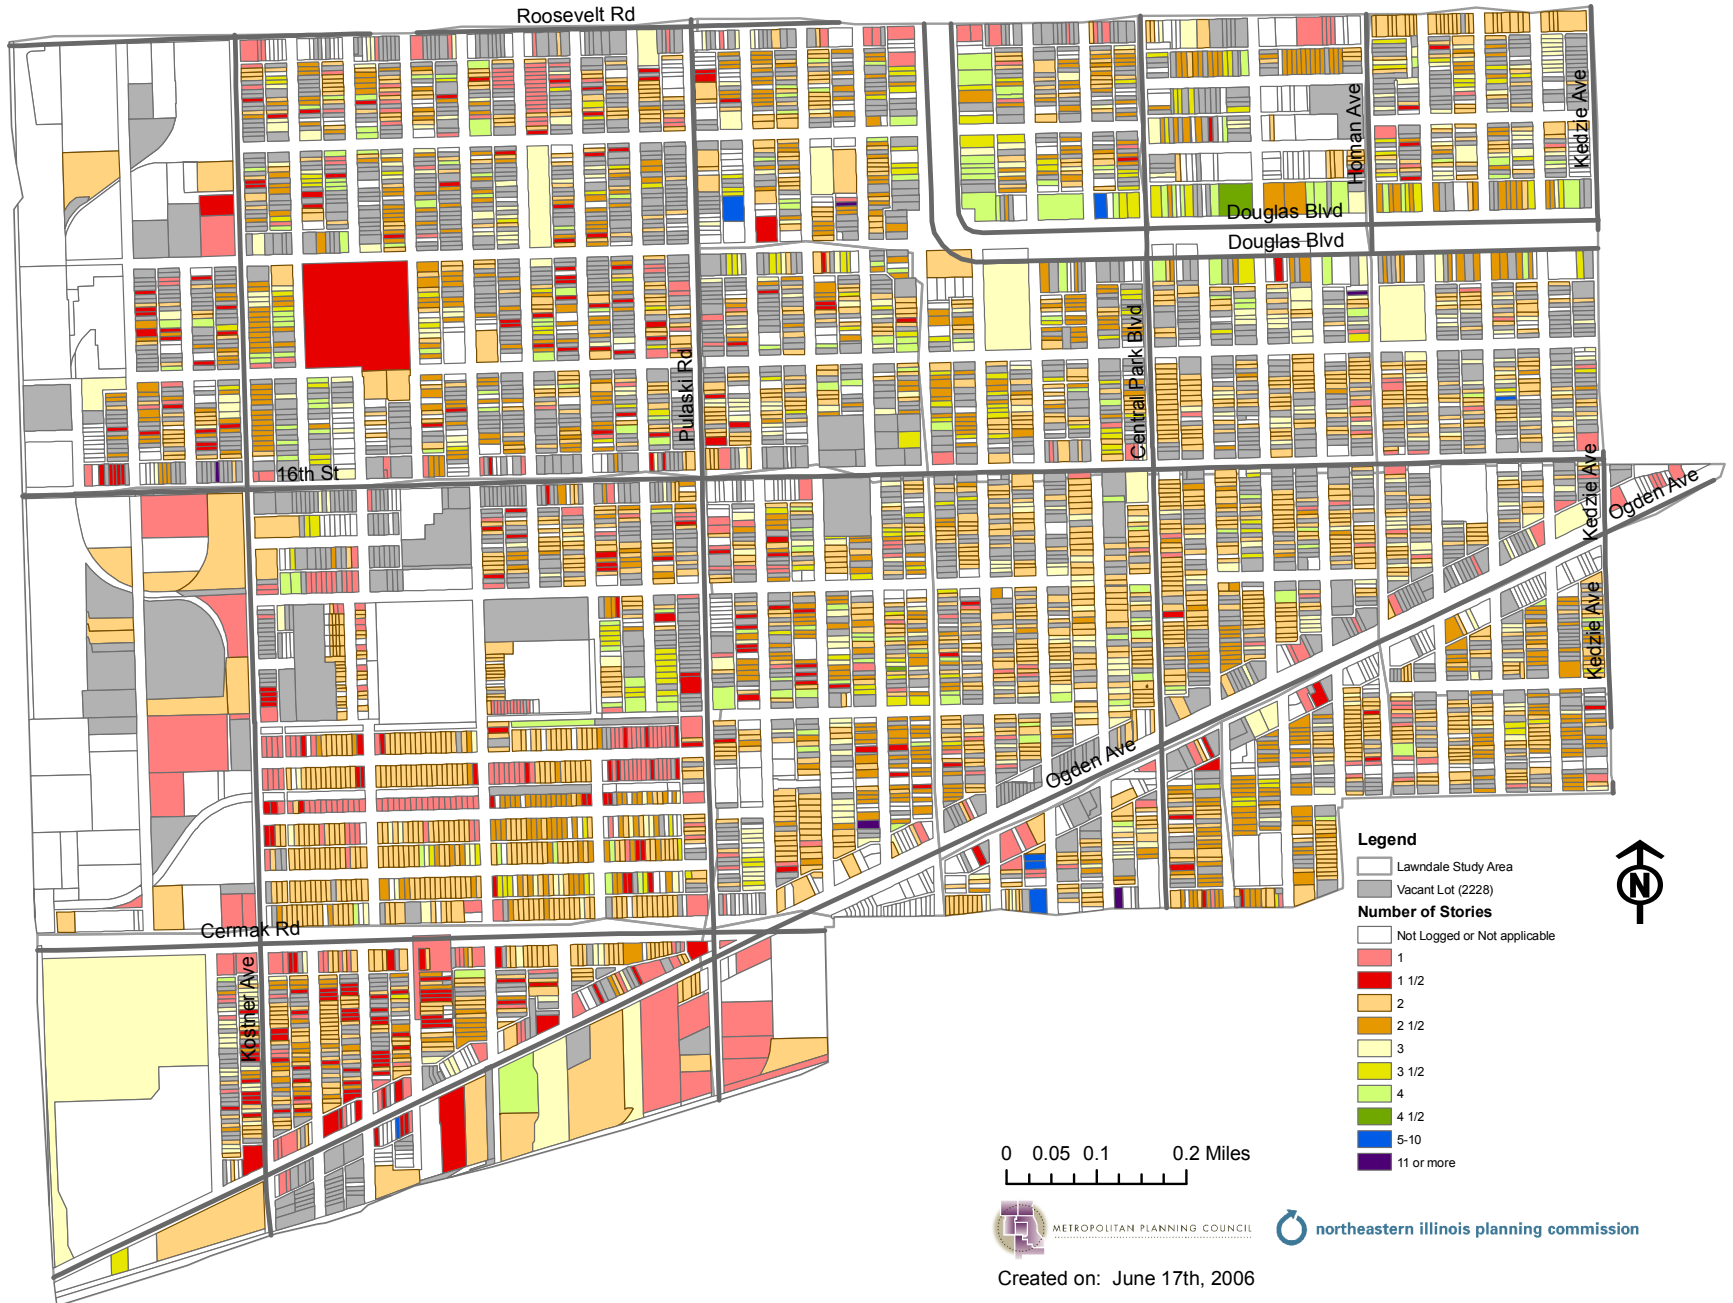 Roosevelt Rd
Kedzie Ave
Homan Ave
Douglas Blvd
Douglas Blvd
Central Park Blvd
Pulaski Rd
16th St
Kedzie Ave
Ogden Ave
Kedzie Ave
Ogden Ave
Cermak Rd
Kostner Ave
Legend
Lawndale Study Area
Vacant Lot (2228)
Number of Stories
Not Logged or Not applicable
1
1 1/2
2
2 1/2
3
3 1/2
4
4 1/2
5-10
11 or more
N
0 0.05 0.1 0.2 Miles
METROPOLITAN PLANNING COUNCIL
northeastern illinois planning commission
Created on: June 17th, 2006